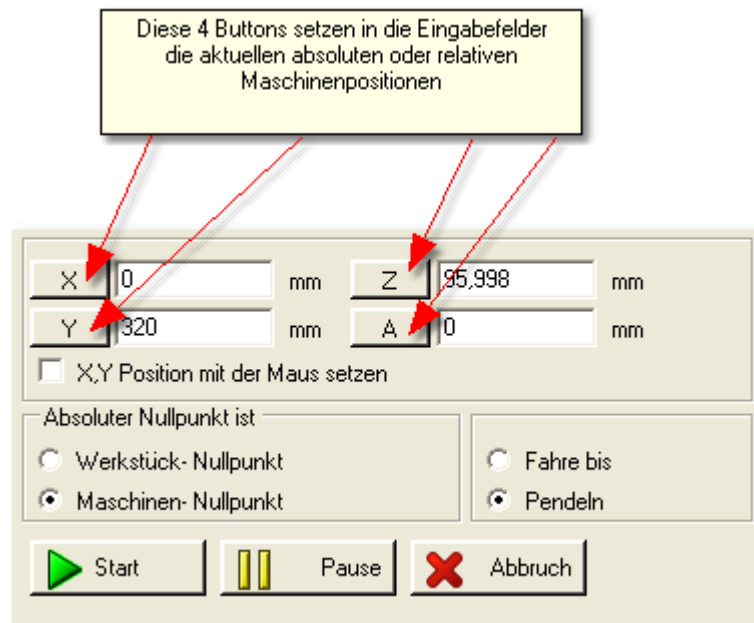 Diese 4 Buttons setzen in die Eingabefelder
die aktuellen absoluten oder relativen
Maschinenpositionen
X 0 mm Z 95,998 mm
Y 320 mm A 0 mm
X,Y Position mit der Maus setzen
Absoluter Nullpunkt ist
Werkstück- Nullpunkt Fahre bis
Maschinen- Nullpunkt Pendeln
Start Pause Abbruch